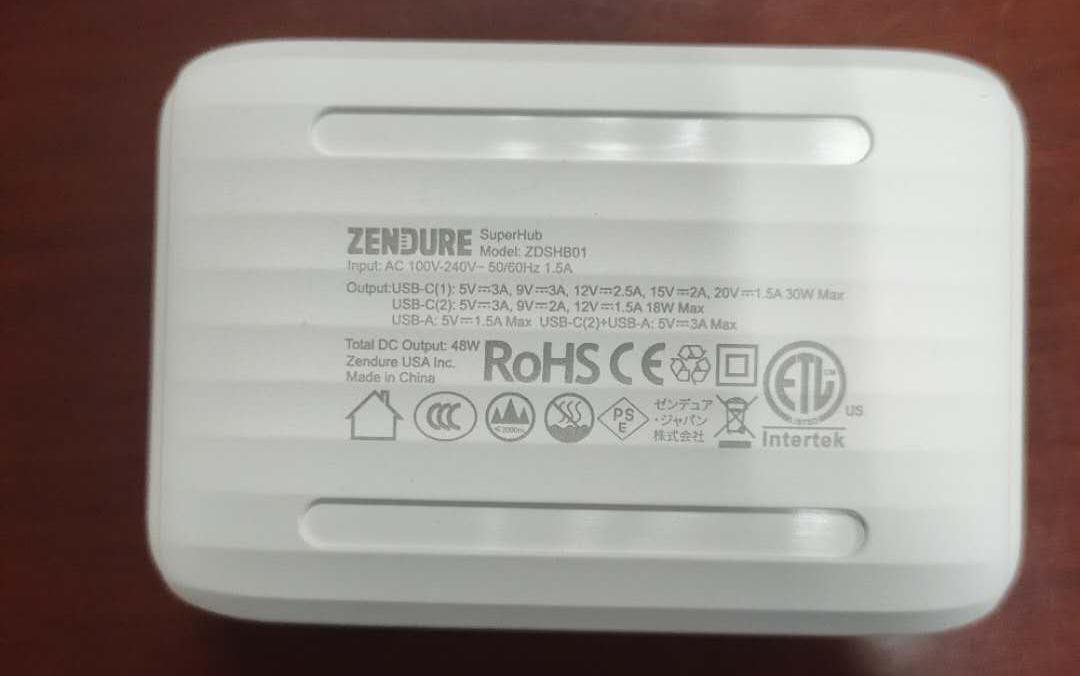 ZENDURE SuperHub
Model: ZDSHB01
Input: AC 100V-240V~ 50/60Hz 1.5A
Output:USB-C(1): 5V⎓3A, 9V⎓3A, 12V⎓2.5A, 15V⎓2A, 20V⎓1.5A 30W Max
USB-C(2): 5V⎓3A, 9V⎓2A, 12V⎓1.5A 18W Max
USB-A: 5V⎓1.5A Max USB-C(2)+USB-A: 5V⎓3A Max
Total DC Output: 48W
Zendure USA Inc.
Made in China
RoHS CE
ETL CM
LISTED
US
Intertek
CCC
≤2000m
PS
E
ゼンデュア
・ジャパン
株式会社